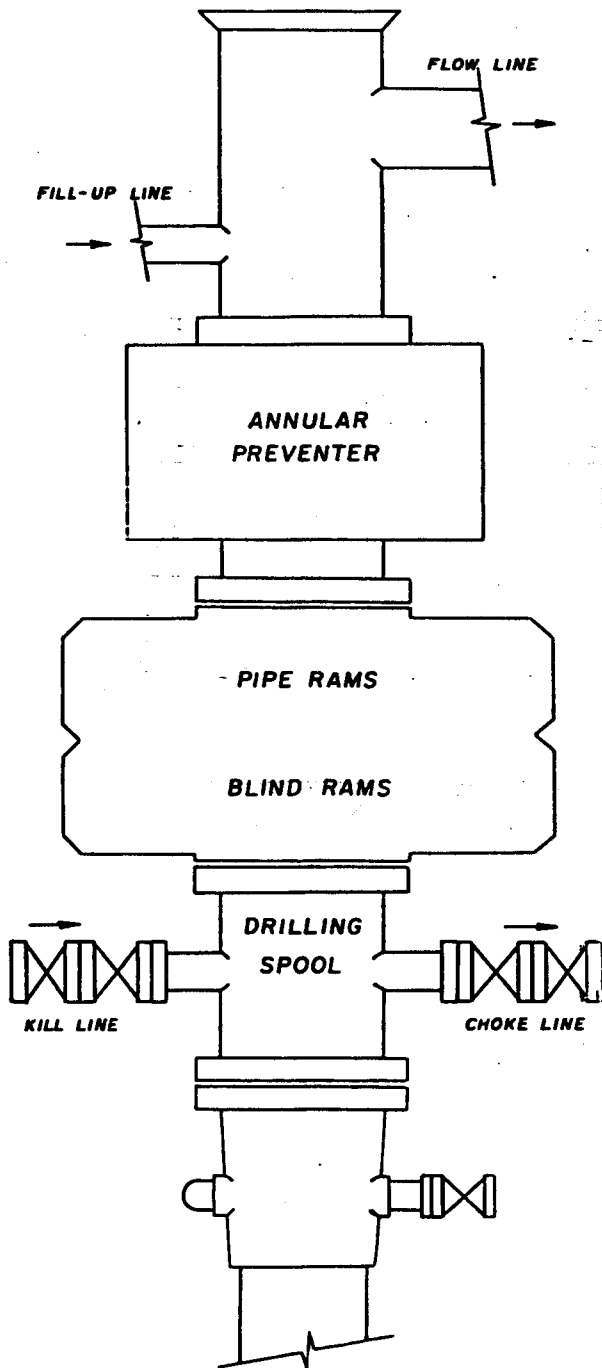 FLOW LINE
FILL-UP LINE
ANNULAR
PREVENTER
PIPE RAMS
BLIND RAMS
DRILLING
SPOOL
KILL LINE
CHOKE LINE